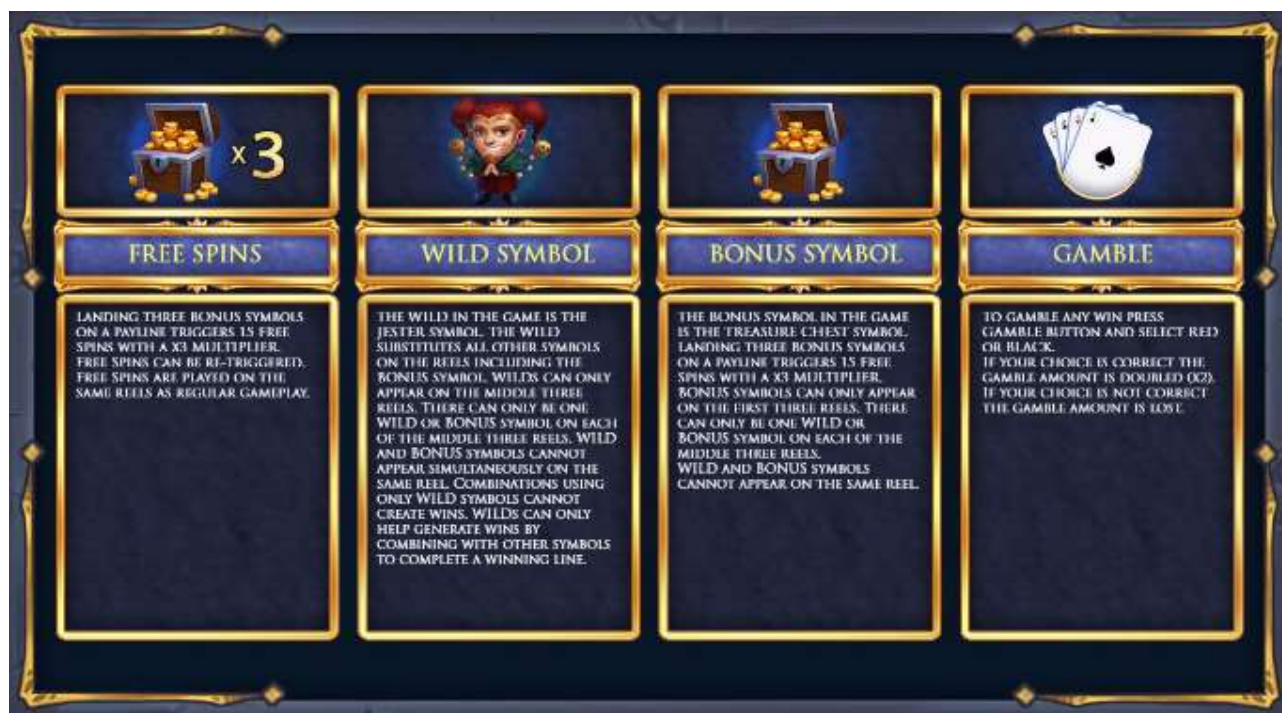 x3
FREE SPINS
LANDING THREE BONUS SYMBOLS
ON A PAYLINE TRIGGERS 15 FREE
SPINS WITH A X3 MULTIPLIER.
FREE SPINS CAN BE RE-TRIGGERED.
FREE SPINS ARE PLAYED ON THE
SAME REELS AS REGULAR GAMEPLAY.
WILD SYMBOL
THE WILD IN THE GAME IS THE
JESTER SYMBOL. THE WILD
SUBSTITUTES ALL OTHER SYMBOLS
ON THE REELS INCLUDING THE
BONUS SYMBOL. WILDS CAN ONLY
APPEAR ON THE MIDDLE THREE
REELS. THERE CAN ONLY BE ONE
WILD OR BONUS SYMBOL ON EACH
OF THE MIDDLE THREE REELS. WILD
AND BONUS SYMBOLS CANNOT
APPEAR SIMULTANEOUSLY ON THE
SAME REEL. COMBINATIONS USING
ONLY WILD SYMBOLS CANNOT
CREATE WINS. WILDS CAN ONLY
HELP GENERATE WINS BY
COMBINING WITH OTHER SYMBOLS
TO COMPLETE A WINNING LINE.
BONUS SYMBOL
THE BONUS SYMBOL IN THE GAME
IS THE TREASURE CHEST SYMBOL.
LANDING THREE BONUS SYMBOLS
ON A PAYLINE TRIGGERS 15 FREE
SPINS WITH A X3 MULTIPLIER.
BONUS SYMBOLS CAN ONLY APPEAR
ON THE FIRST THREE REELS. THERE
CAN ONLY BE ONE WILD OR
BONUS SYMBOL ON EACH OF THE
MIDDLE THREE REELS.
WILD AND BONUS SYMBOLS
CANNOT APPEAR ON THE SAME REEL.
GAMBLE
TO GAMBLE ANY WIN PRESS
GAMBLE BUTTON AND SELECT RED
OR BLACK.
IF YOUR CHOICE IS CORRECT THE
GAMBLE AMOUNT IS DOUBLED (X2).
IF YOUR CHOICE IS NOT CORRECT
THE GAMBLE AMOUNT IS LOST.